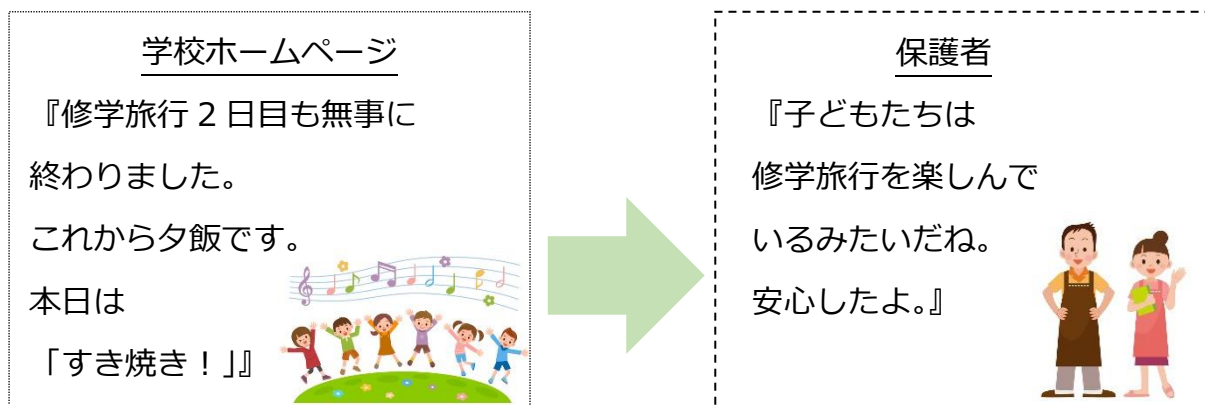 学校ホームページ
『修学旅行２日目も無事に
終わりました。
これから夕飯です。
本日は
「すき焼き！」』
保護者
『子どもたちは
修学旅行を楽しんで
いるみたいだね。
安心したよ。』